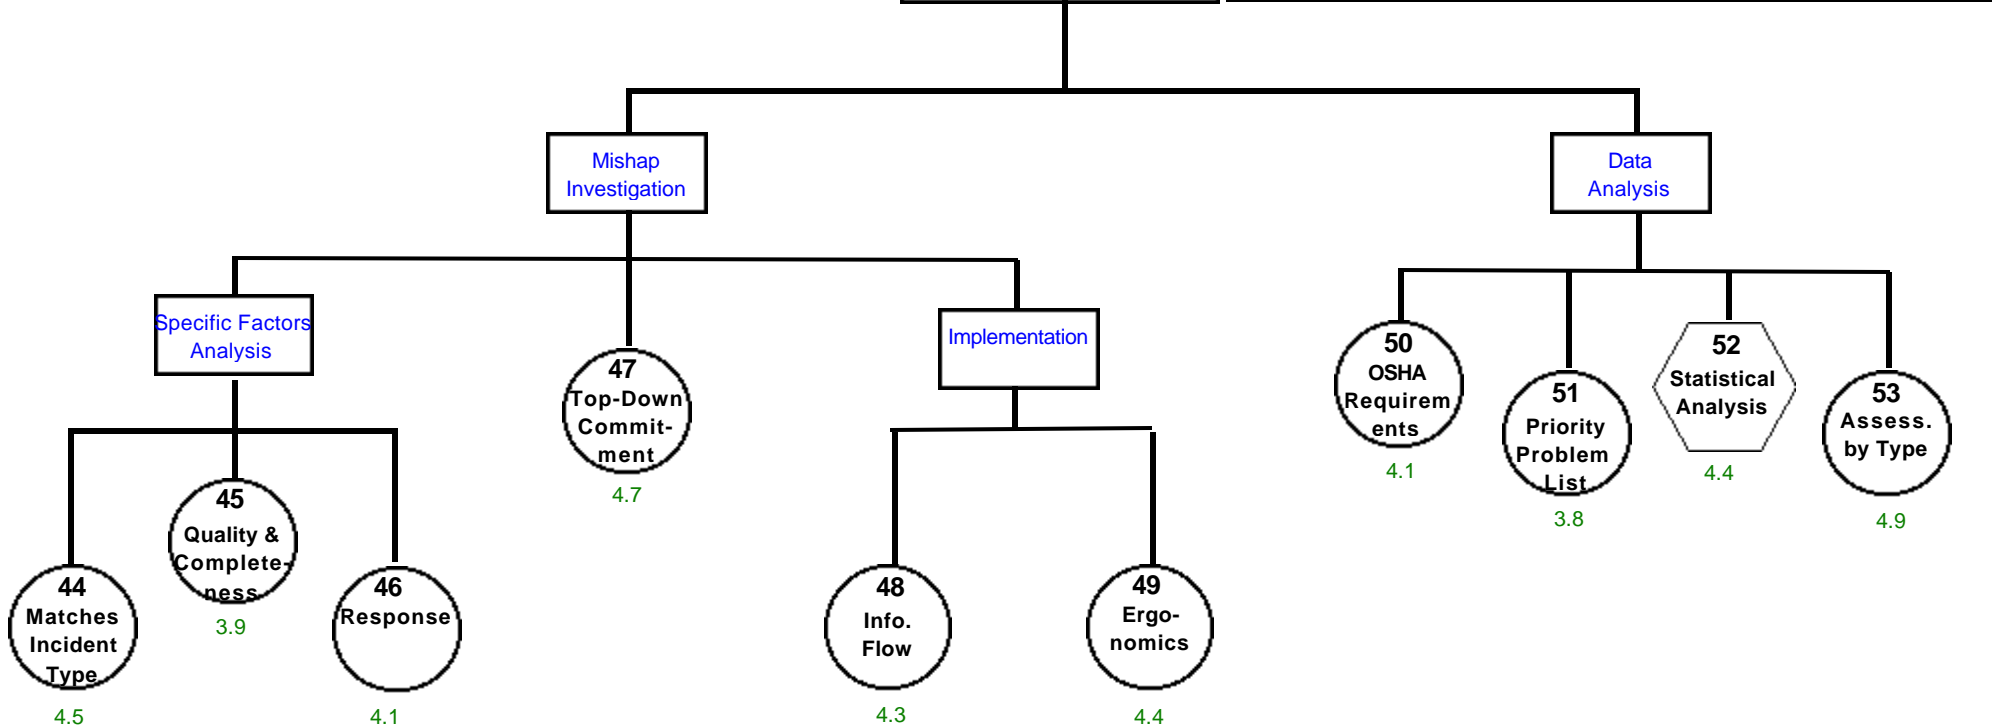 Mishap
Investigation
Data
Analysis
Specific Factors
Analysis
Implementation
47
Top-Down
Commit-
ment
4.7
50
OSHA
Requirem
ents
4.1
51
Priority
Problem
List
3.8
52
Statistical
Analysis
4.4
53
Assess.
by Type
4.9
44
Matches
Incident
Type
4.5
45
Quality &
Complete-
ness
3.9
46
Response
4.1
48
Info.
Flow
4.3
49
Ergo-
nomics
4.4